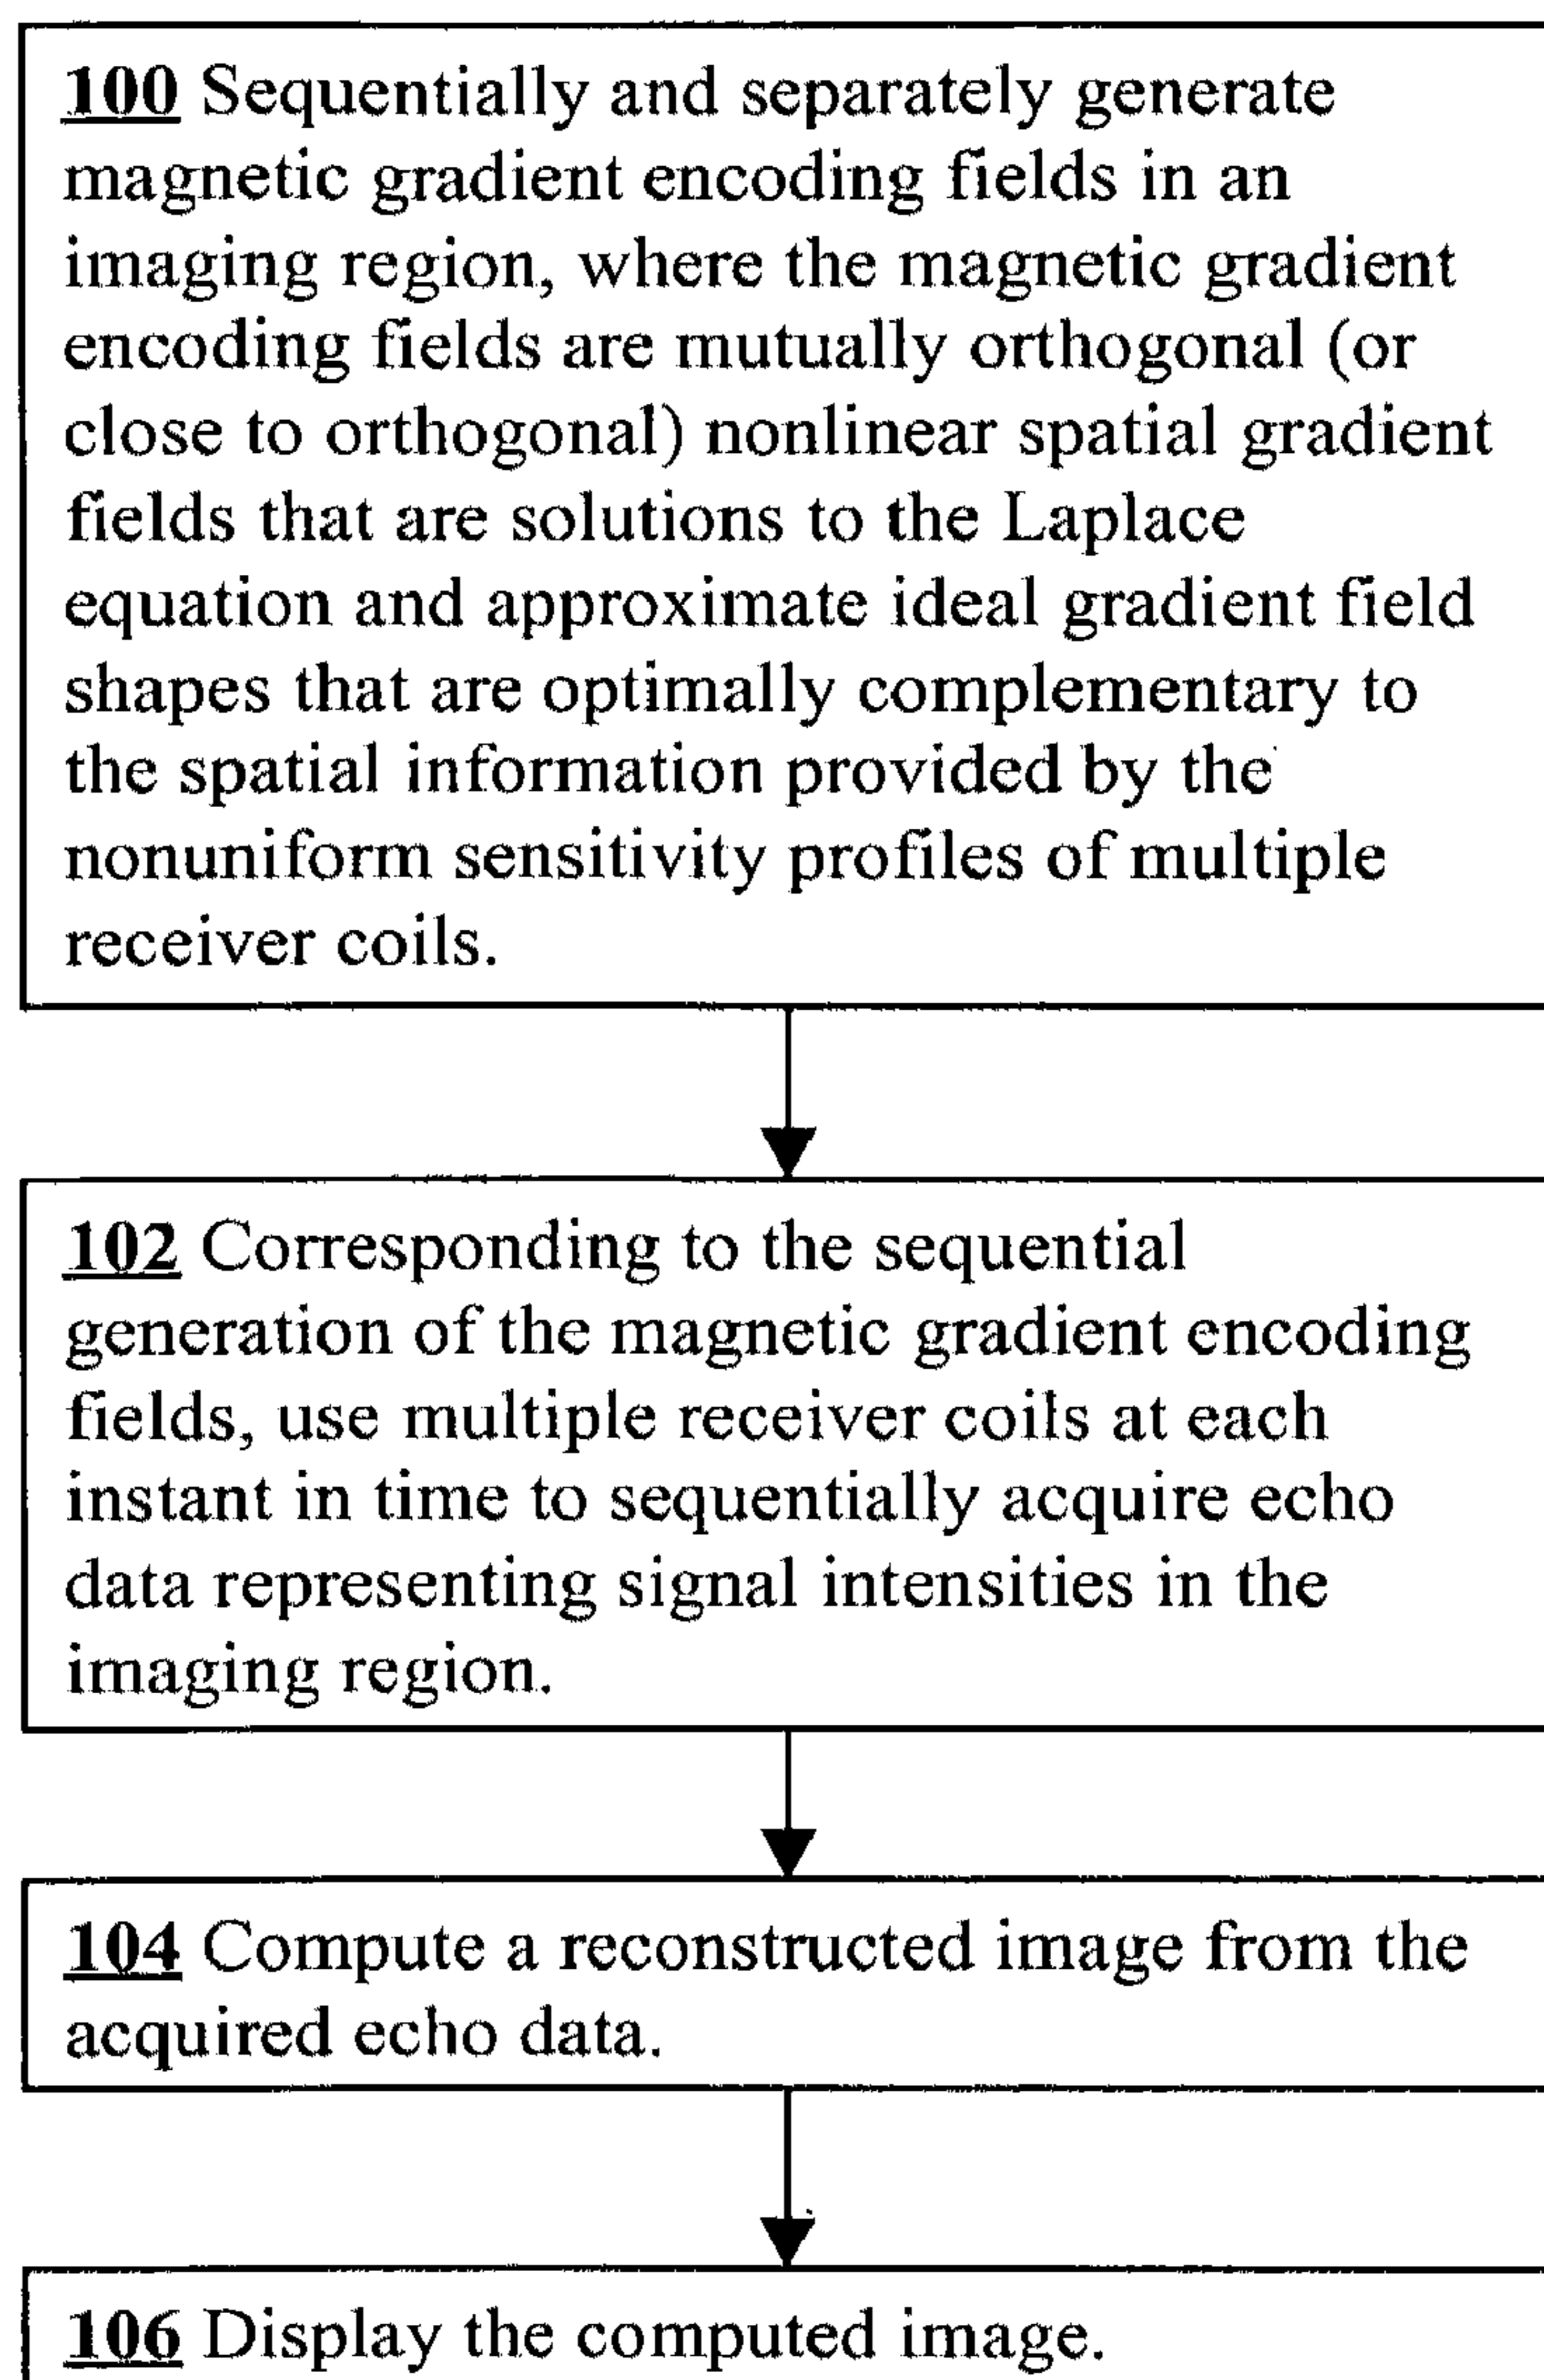 100 Sequentially and separately generate
magnetic gradient encoding fields in an
imaging region, where the magnetic gradient
encoding fields are mutually orthogonal (or
close to orthogonal) nonlinear spatial gradient
fields that are solutions to the Laplace
equation and approximate ideal gradient field
shapes that are optimally complementary to
the spatial information provided by the
nonuniform sensitivity profiles of multiple
receiver coils.
102 Corresponding to the sequential
generation of the magnetic gradient encoding
fields, use multiple receiver coils at each
instant in time to sequentially acquire echo
data representing signal intensities in the
imaging region.
104 Compute a reconstructed image from the
acquired echo data.
106 Display the computed image.